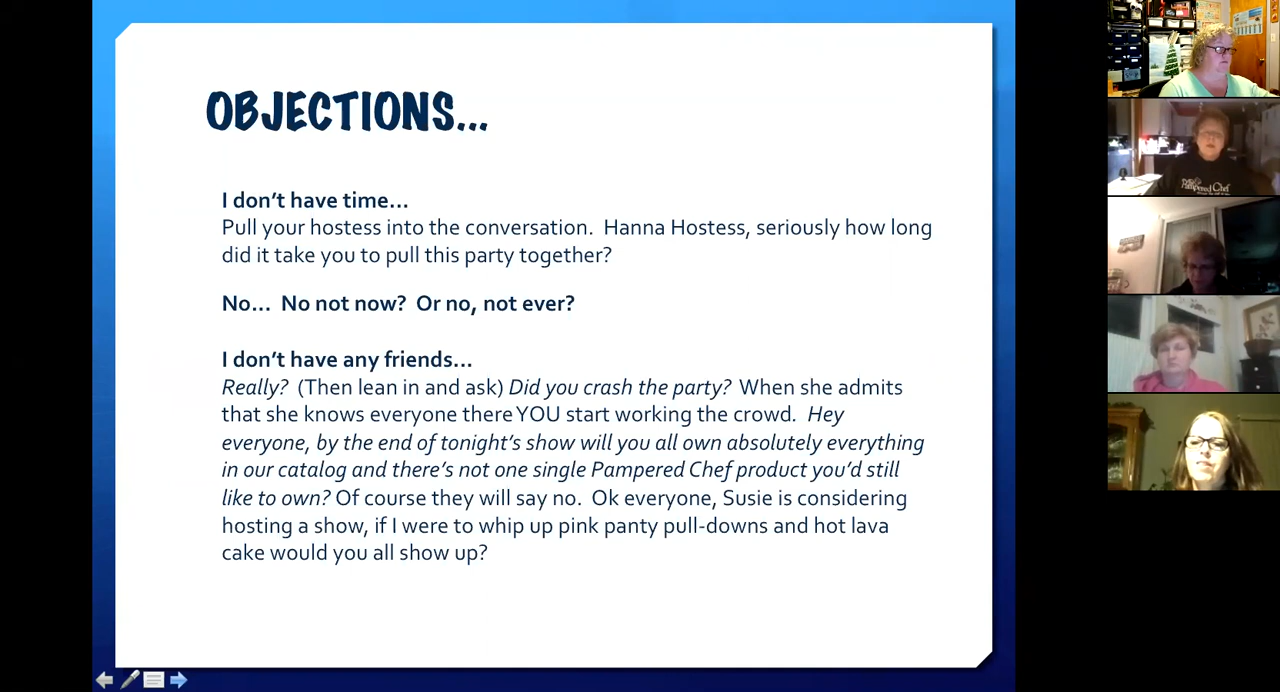 OBJECTIONS...
I don't have time...
Pull your hostess into the conversation.  Hanna Hostess, seriously how long
did it take you to pull this party together?
No...  No not now?  Or no, not ever?
I don't have any friends...
Really?  (Then lean in and ask) Did you crash the party?  When she admits
that she knows everyone there YOU start working the crowd.  Hey
everyone, by the end of tonight's show will you all own absolutely everything
in our catalog and there's not one single Pampered Chef product you'd still
like to own? Of course they will say no.  Ok everyone, Susie is considering
hosting a show, if I were to whip up pink panty pull-downs and hot lava
cake would you all show up?
Pampered Chef